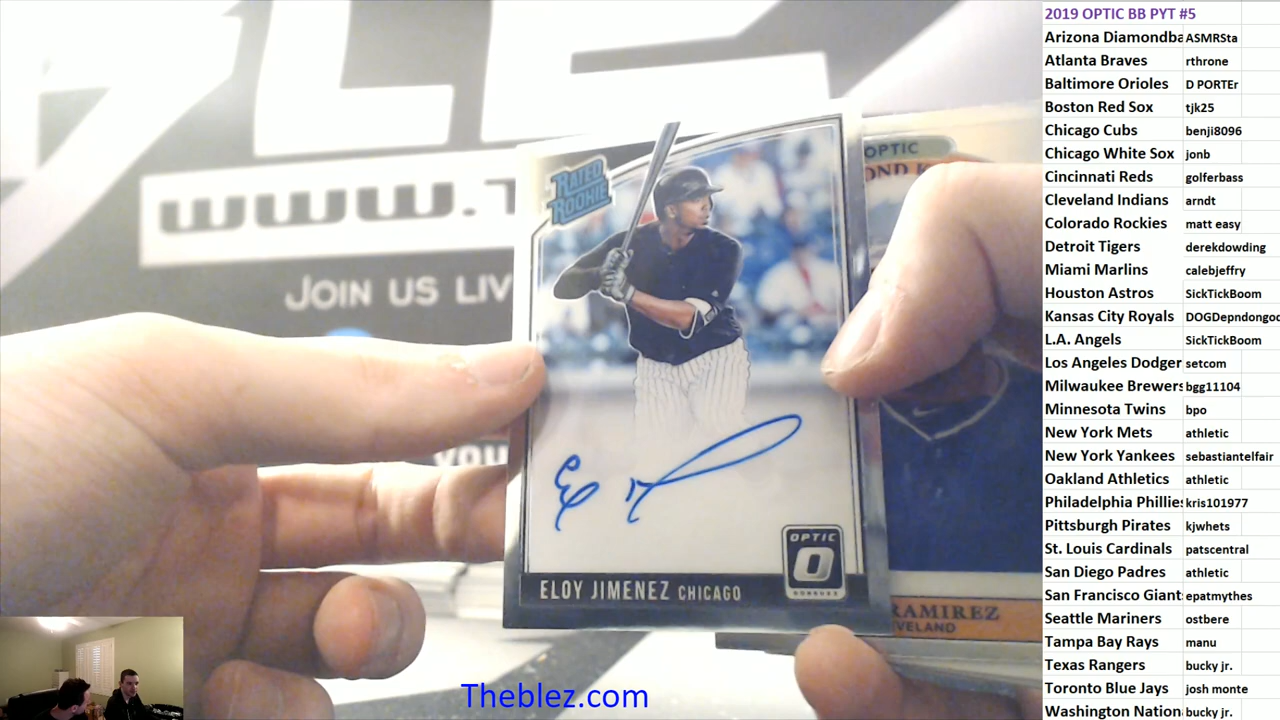 WWW.T
JOIN US LIV
RATED
ROOKIE
OPTIC
OPTIC
ELOY JIMENEZ CHICAGO
RAMIREZ
VELAND
Theblez.com
2019 OPTIC BB PYT #5
Arizona Diamondba ASMRSta
Atlanta Braves rthrone
Baltimore Orioles D PORTEr
Boston Red Sox tjk25
Chicago Cubs benji8096
Chicago White Sox jonb
Cincinnati Reds golferbass
Cleveland Indians arndt
Colorado Rockies matt easy
Detroit Tigers derekdowding
Miami Marlins calebjeffry
Houston Astros SickTickBoom
Kansas City Royals DOGDepndongod
L.A. Angels SickTickBoom
Los Angeles Dodger setcom
Milwaukee Brewers bgg11104
Minnesota Twins bpo
New York Mets athletic
New York Yankees sebastiantelfair
Oakland Athletics athletic
Philadelphia Phillies kris101977
Pittsburgh Pirates kjwhets
St. Louis Cardinals patscentral
San Diego Padres athletic
San Francisco Giants epatmythes
Seattle Mariners ostbere
Tampa Bay Rays manu
Texas Rangers bucky jr.
Toronto Blue Jays josh monte
Washington Nation bucky jr.